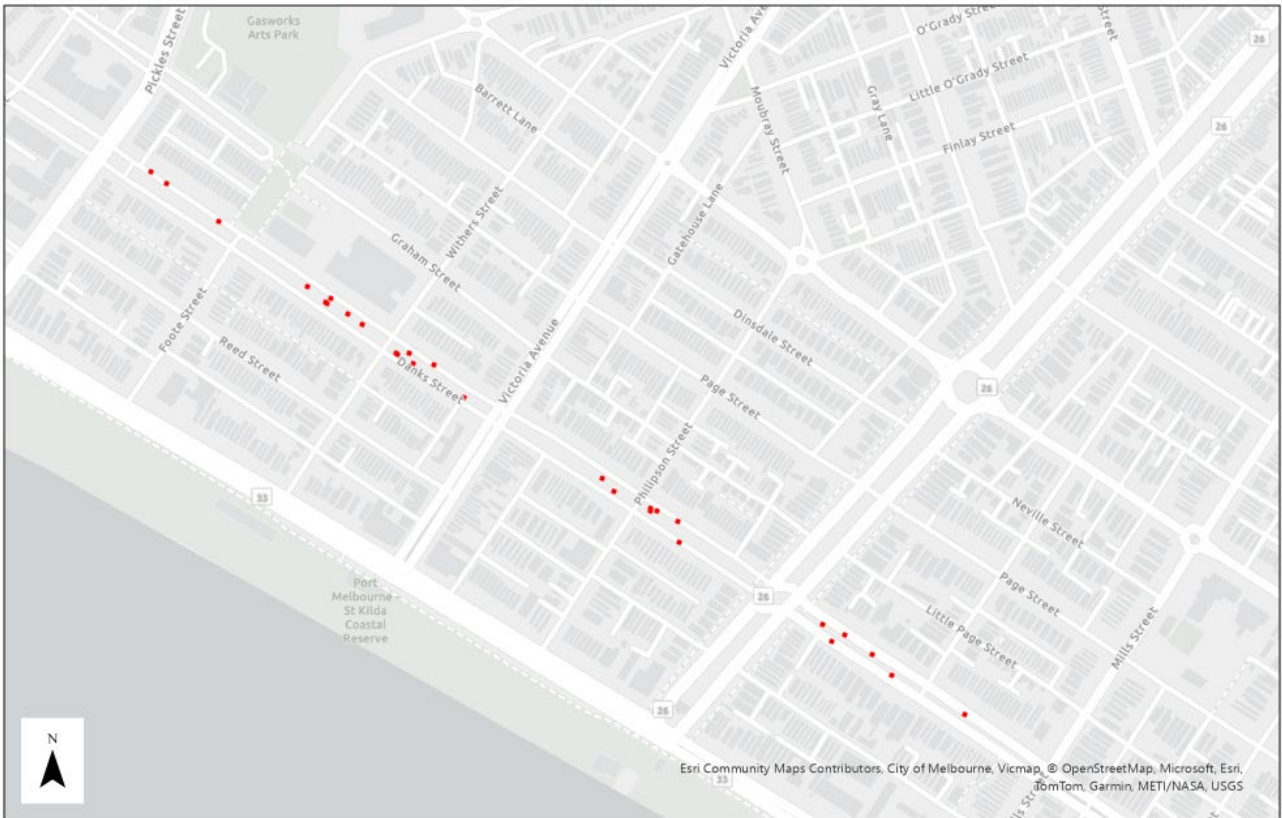 Gasworks
Arts Park
Pickles Street
Victoria Ave
O'Grady Stre
Street
26
Little O'Grady Street
Barrett Lane
Moubray Street
Gray Lane
26
Finlay Street
Withers Street
Gatehouse Lane
Graham Street
Foote Street
Dinsdale Street
Reed Street
Victoria Avenue
Danks Street
Page Street
26
Philipson Street
33
Neville Street
Port
Melbourne -
St Kilda
Coastal
Reserve
26
Page Street
Little Page Street
Mills Street
26
N
33
lls Street
Esri Community Maps Contributors, City of Melbourne, Vicmap, © OpenStreetMap, Microsoft, Esri,
TomTom, Garmin, METI/NASA, USGS